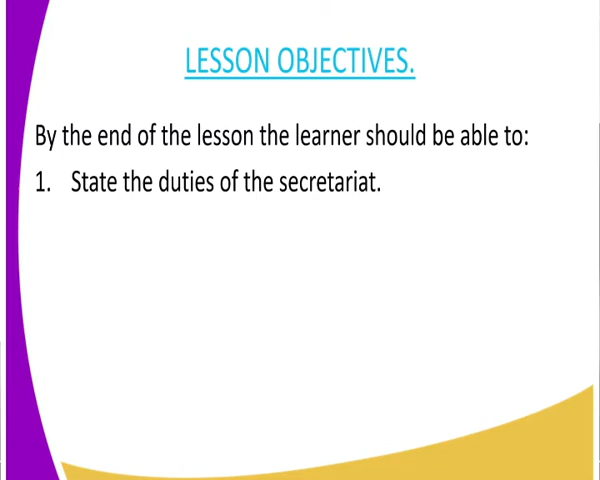 LESSON OBJECTIVES.
By the end of the lesson the learner should be able to:
1. State the duties of the secretariat.